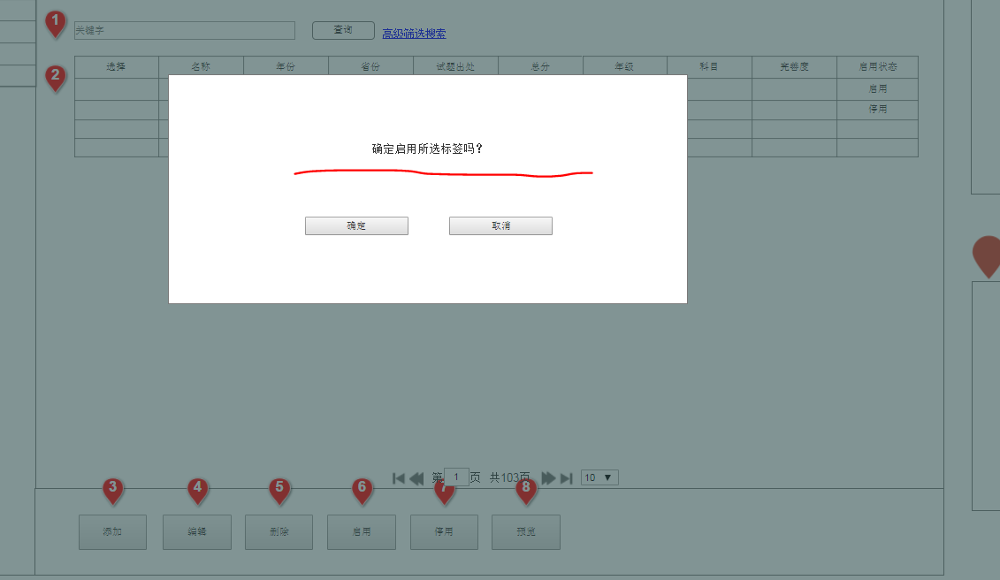 1
关键字 查询 高级筛选搜索
2
选择 名称 年份 省份 试题出处 总分 年级 科目 完善度 启用状态
启用
停用
确定启用所选标签吗?
确定 取消
第 1 页 共103页 10 ▼
3 4 5 6 7 8
添加 编辑 删除 启用 停用 预览